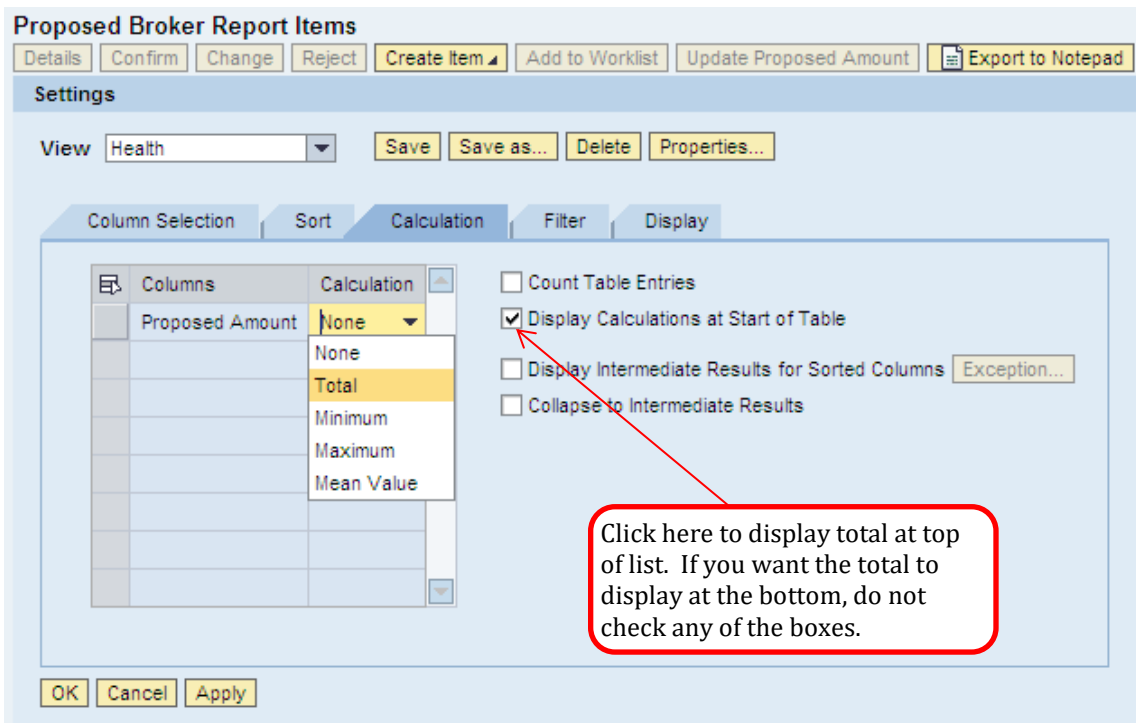 Proposed Broker Report Items
Details Confirm Change Reject Create Item Add to Worklist Update Proposed Amount Export to Notepad
Settings
View Health Save Save as... Delete Properties...
Column Selection Sort Calculation Filter Display
Columns Calculation
Proposed Amount None
None
Total
Minimum
Maximum
Mean Value
Count Table Entries
Display Calculations at Start of Table
Display Intermediate Results for Sorted Columns Exception...
Collapse to Intermediate Results
Click here to display total at top
of list. If you want the total to
display at the bottom, do not
check any of the boxes.
OK Cancel Apply